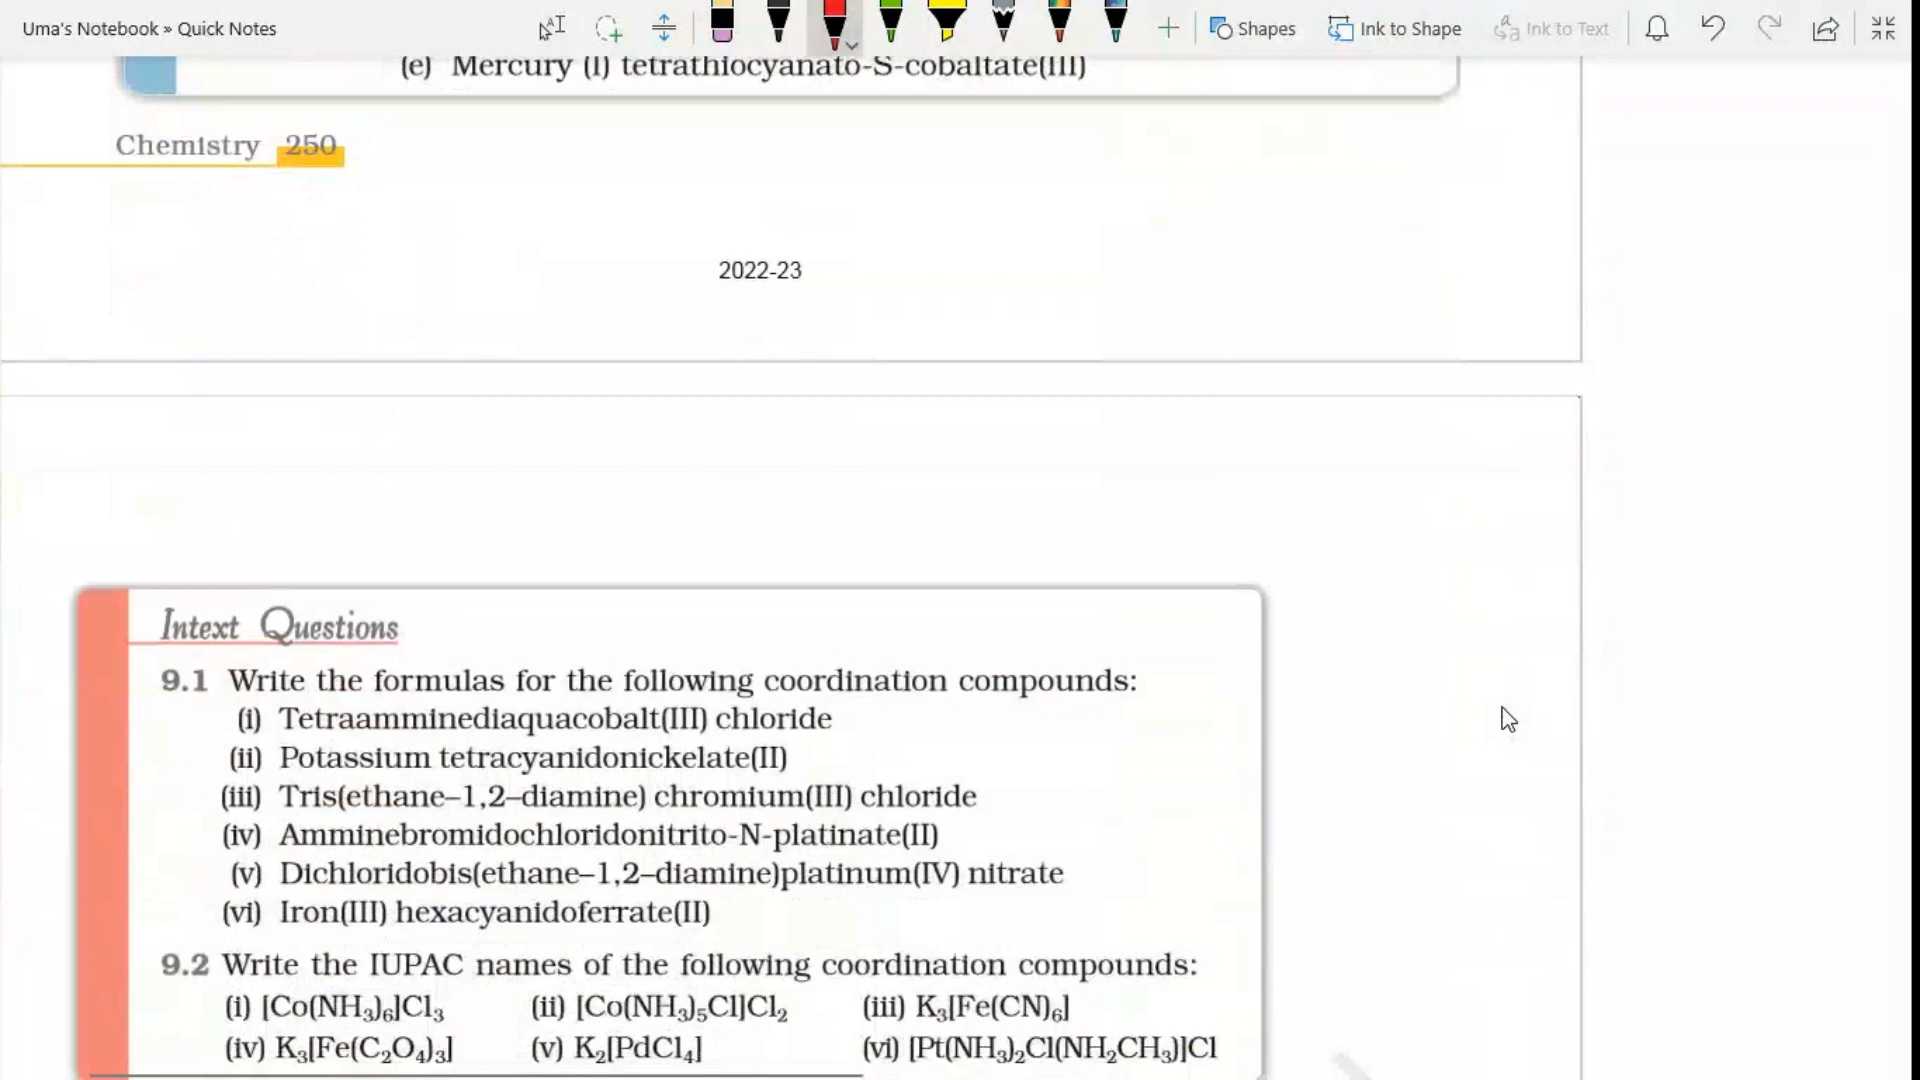 Uma's Notebook » Quick Notes
Shapes
Ink to Shape
Ink to Text
(e) Mercury (I) tetrathiocyanato-S-cobaltate(III)
Chemistry 250
2022-23
Intext Questions
9.1 Write the formulas for the following coordination compounds:
(i) Tetraamminediaquacobalt(III) chloride
(ii) Potassium tetracyanidonickelate(II)
(iii) Tris(ethane–1,2–diamine) chromium(III) chloride
(iv) Amminebromidochloridonitrito-N-platinate(II)
(v) Dichloridobis(ethane–1,2–diamine)platinum(IV) nitrate
(vi) Iron(III) hexacyanidoferrate(II)
9.2 Write the IUPAC names of the following coordination compounds:
(i) [Co(NH₃)₆]Cl₃ (ii) [Co(NH₃)₅Cl]Cl₂ (iii) K₃[Fe(CN)₆]
(iv) K₃[Fe(C₂O₄)₃] (v) K₂[PdCl₄] (vi) [Pt(NH₃)₂Cl(NH₂CH₃)]Cl